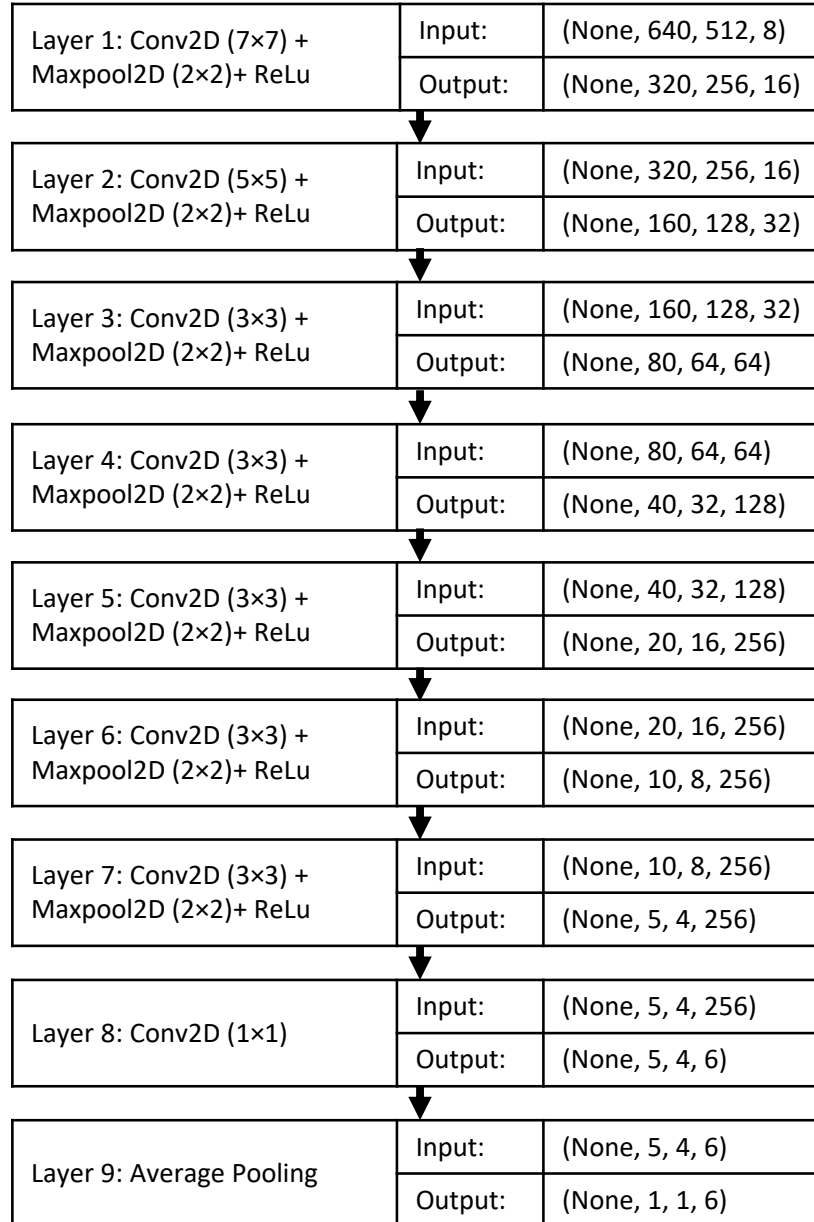 Layer 1: Conv2D (7×7) +
Maxpool2D (2×2)+ ReLu
Input:
(None, 640, 512, 8)
Output:
(None, 320, 256, 16)
Layer 2: Conv2D (5×5) +
Maxpool2D (2×2)+ ReLu
Input:
(None, 320, 256, 16)
Output:
(None, 160, 128, 32)
Layer 3: Conv2D (3×3) +
Maxpool2D (2×2)+ ReLu
Input:
(None, 160, 128, 32)
Output:
(None, 80, 64, 64)
Layer 4: Conv2D (3×3) +
Maxpool2D (2×2)+ ReLu
Input:
(None, 80, 64, 64)
Output:
(None, 40, 32, 128)
Layer 5: Conv2D (3×3) +
Maxpool2D (2×2)+ ReLu
Input:
(None, 40, 32, 128)
Output:
(None, 20, 16, 256)
Layer 6: Conv2D (3×3) +
Maxpool2D (2×2)+ ReLu
Input:
(None, 20, 16, 256)
Output:
(None, 10, 8, 256)
Layer 7: Conv2D (3×3) +
Maxpool2D (2×2)+ ReLu
Input:
(None, 10, 8, 256)
Output:
(None, 5, 4, 256)
Layer 8: Conv2D (1×1)
Input:
(None, 5, 4, 256)
Output:
(None, 5, 4, 6)
Layer 9: Average Pooling
Input:
(None, 5, 4, 6)
Output:
(None, 1, 1, 6)